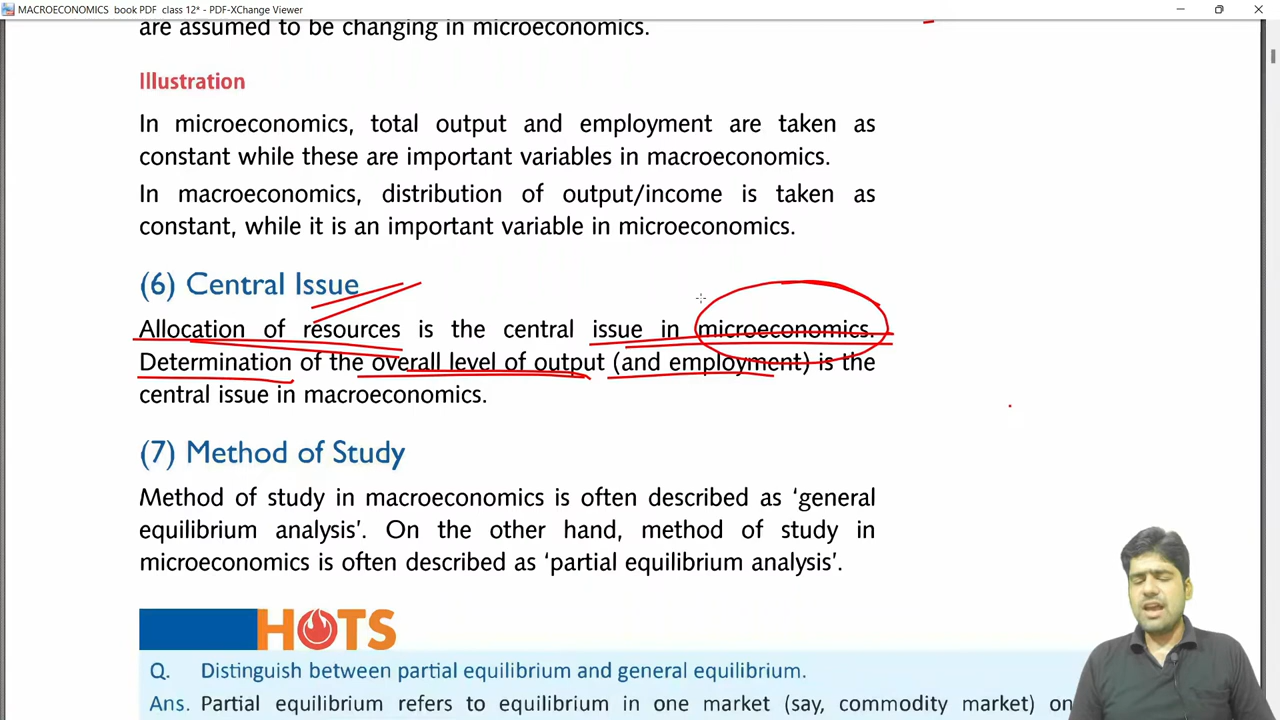 MACROECONOMICS book PDF class 12* - PDF-XChange Viewer
are assumed to be changing in microeconomics.
Illustration
In microeconomics, total output and employment are taken as
constant while these are important variables in macroeconomics.
In macroeconomics, distribution of output/income is taken as
constant, while it is an important variable in microeconomics.
(6) Central Issue
Allocation of resources is the central issue in microeconomics.
Determination of the overall level of output (and employment) is the
central issue in macroeconomics.
(7) Method of Study
Method of study in macroeconomics is often described as ‘general
equilibrium analysis’. On the other hand, method of study in
microeconomics is often described as ‘partial equilibrium analysis’.
HOTS
Q. Distinguish between partial equilibrium and general equilibrium.
Ans. Partial equilibrium refers to equilibrium in one market (say, commodity market) on